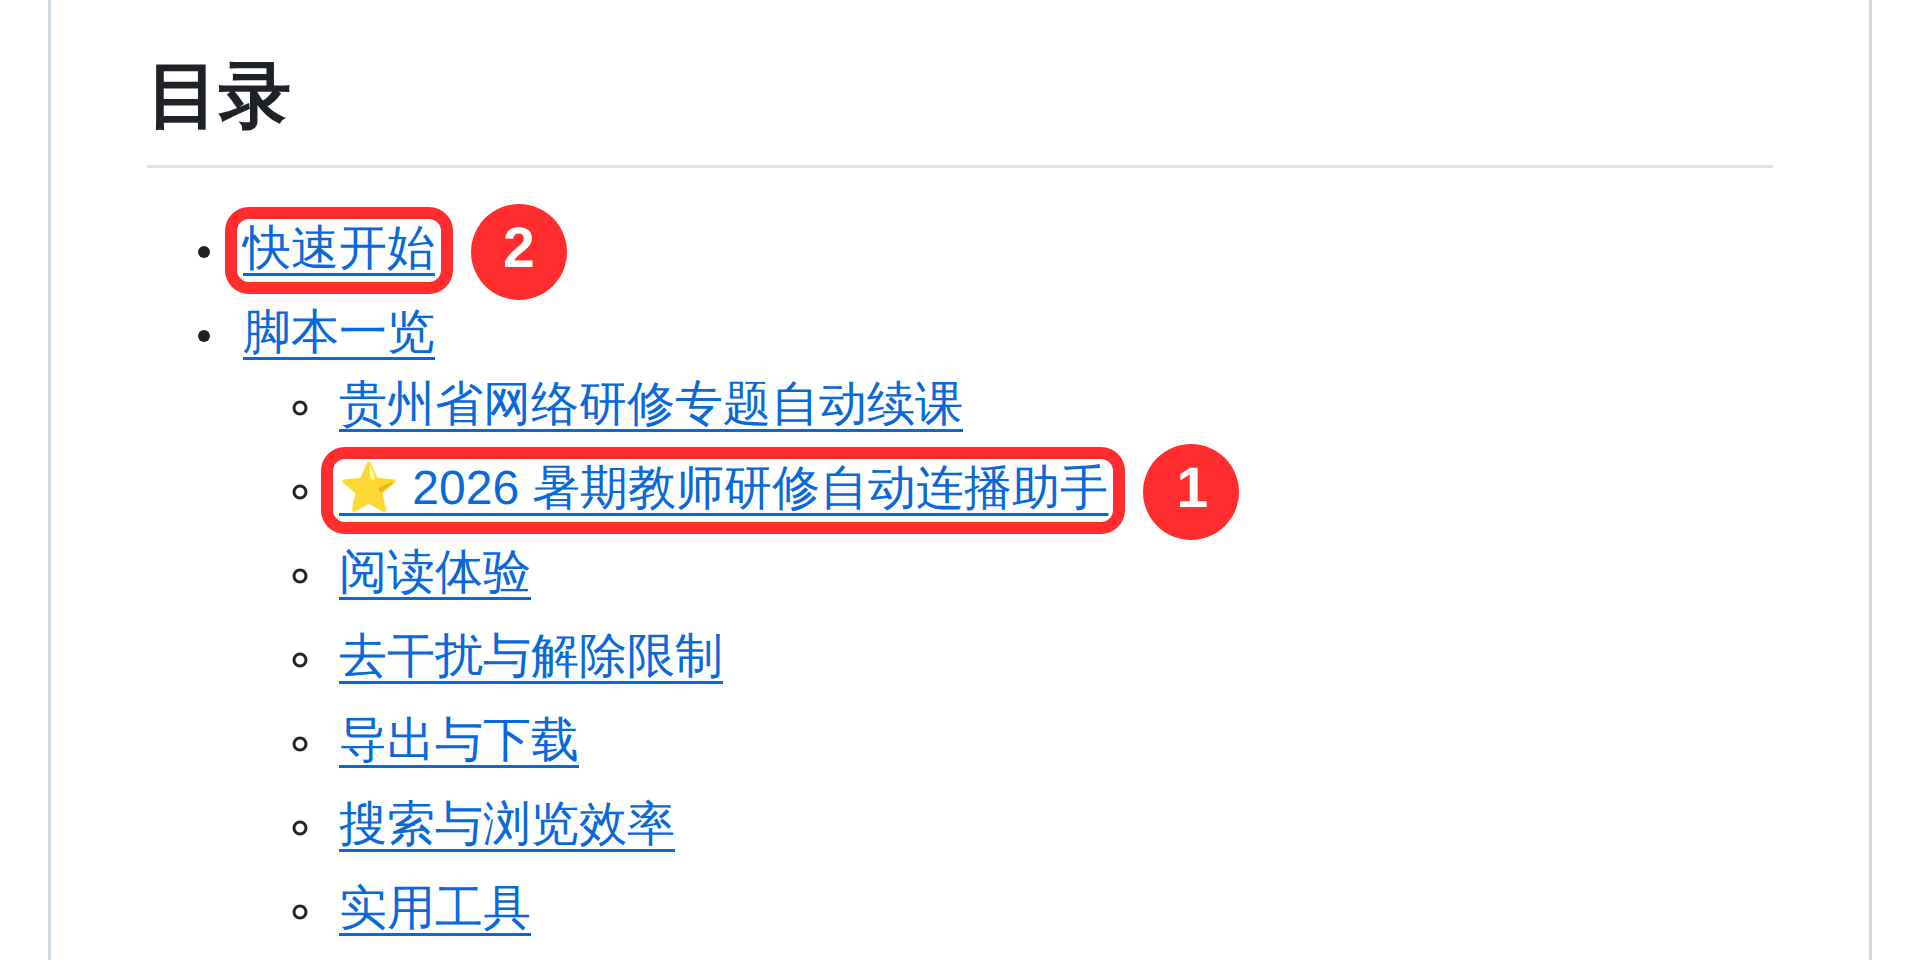 目录
快速开始 2
脚本一览
贵州省网络研修专题自动续课
⭐ 2026 暑期教师研修自动连播助手 1
阅读体验
去干扰与解除限制
导出与下载
搜索与浏览效率
实用工具